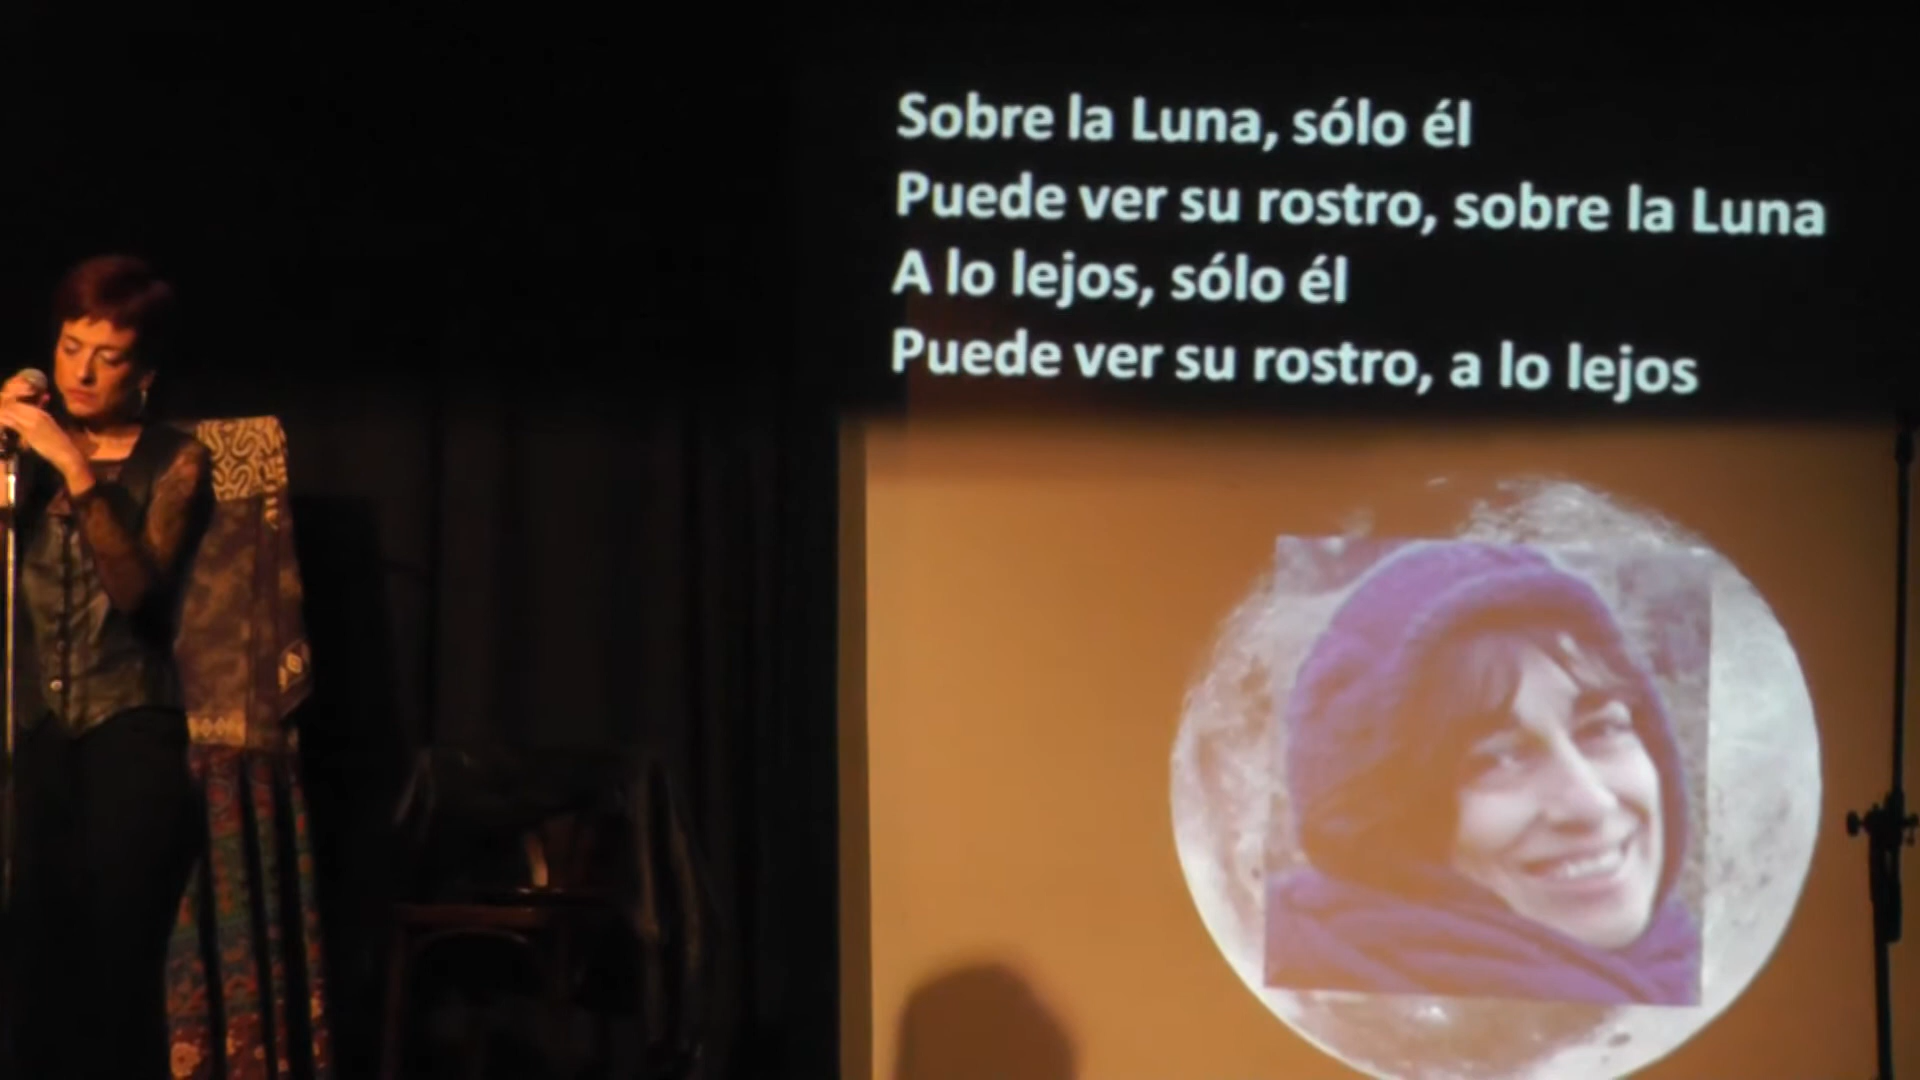 Sobre la Luna, sólo él
Puede ver su rostro, sobre la Luna
A lo lejos, sólo él
Puede ver su rostro, a lo lejos